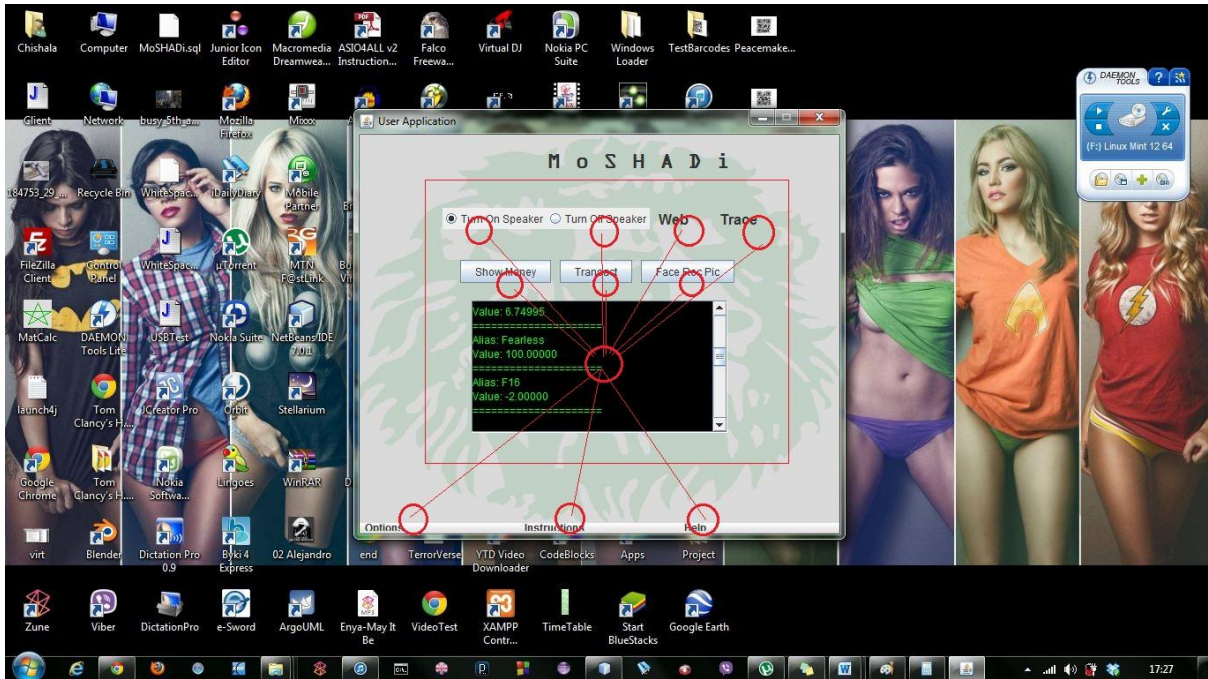 Chishala Computer MoSHADi.sql Junior Icon Editor Macromedia Dreamwea... ASIO4ALL v2 Instruction... Falco Freewa... Virtual DJ Nokia PC Suite Windows Loader TestBarcodes Peacemake...
DAEMON TOOLS
(F:) Linux Mint 12 64
Client Network busy_5th_a... Mozilla Firefox Mixxx
User Application
MoSHADi
184753_29_... Recycle Bin WhiteSpac... iDailyDiary Mobile Partner
Turn On Speaker Turn Off Speaker Web Trace
FileZilla Client Control Panel WhiteSpac... µTorrent MTN F@stLink
Show Money Transact Face Rec Pic
MatCalc DAEMON Tools Lite USBTest Nokia Suite NetBeans IDE 7.0.1
Value: 6.74995
========================
Alias: Fearless
Value: 100.00000
========================
Alias: F16
Value: -2.00000
========================
launch4j Tom Clancy's H... JCreator Pro Orbit Stellarium
Google Chrome Tom Clancy's H... Nokia Softwa... Lingoes WinRAR
Options Instructions Help
virt Blender Dictation Pro 0.9 Byki 4 Express 02 Alejandro end TerrorVerse YTD Video Downloader CodeBlocks Apps Project
Zune Viber DictationPro e-Sword ArgoUML Enya-May It Be VideoTest XAMPP Contr... TimeTable Start BlueStacks Google Earth
17:27